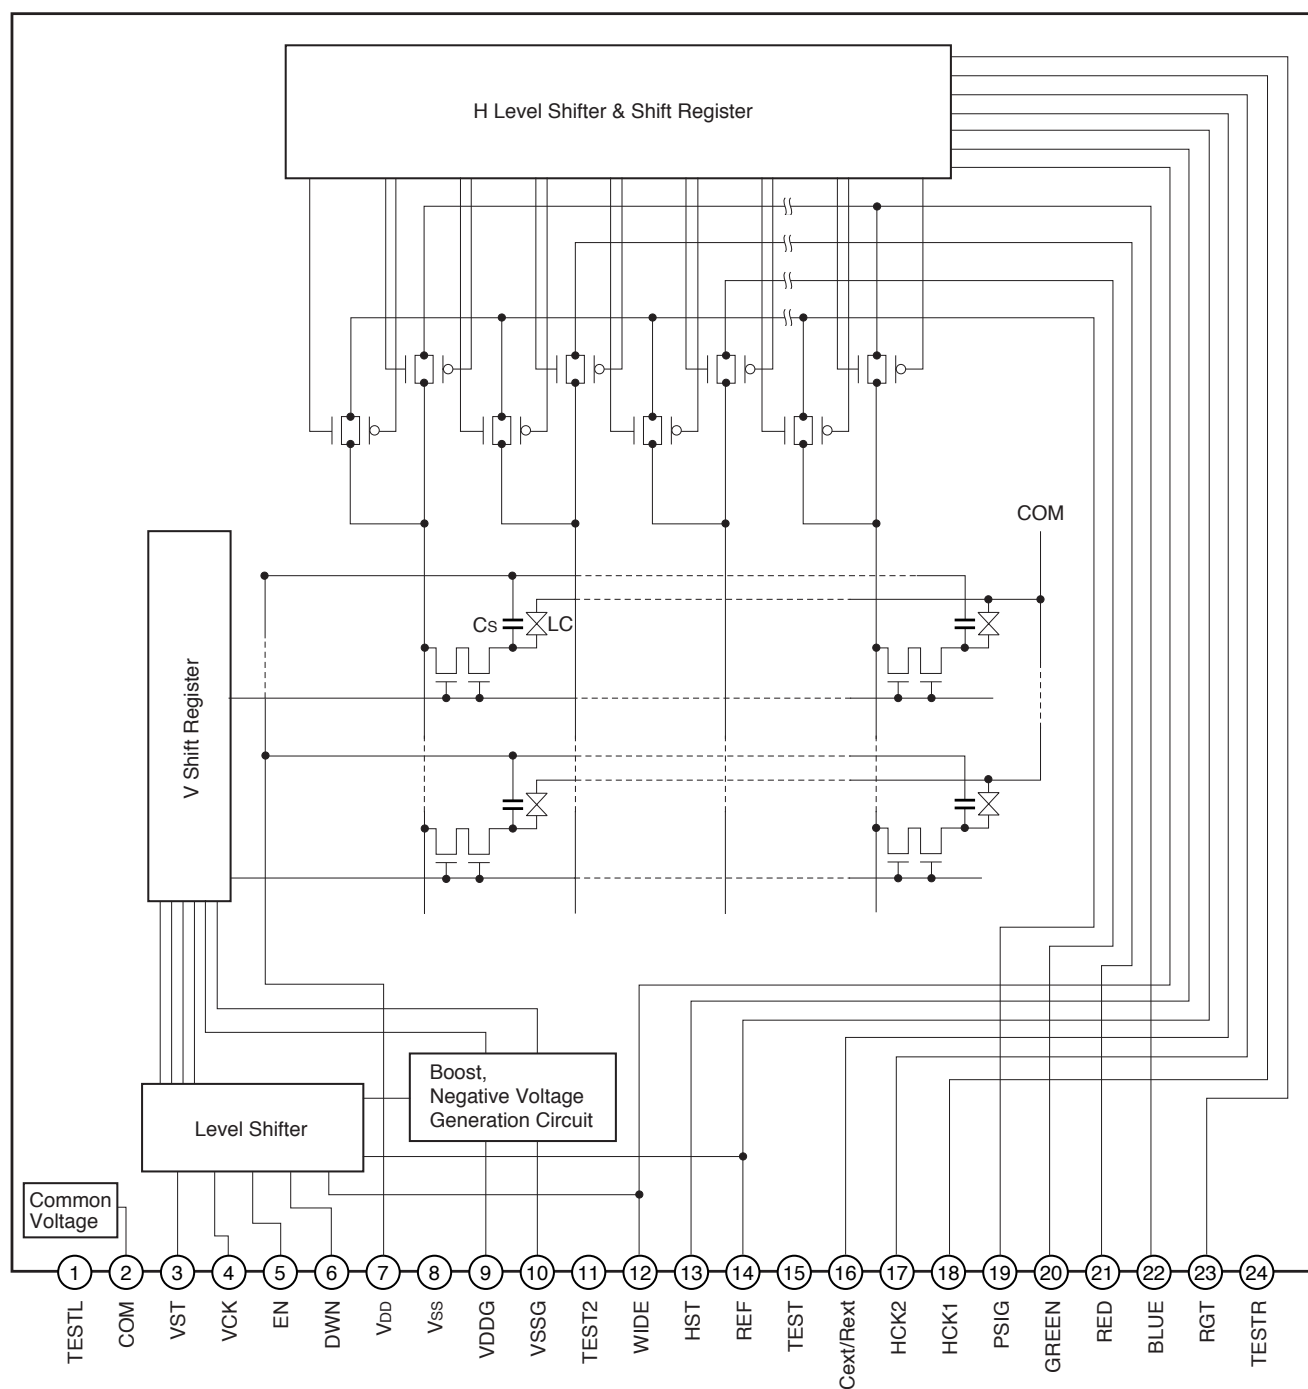 H Level Shifter & Shift Register
COM
Cs
LC
V Shift Register
Boost,
Negative Voltage
Generation Circuit
Level Shifter
Common
Voltage
1 2 3 4 5 6 7 8 9 10 11 12 13 14 15 16 17 18 19 20 21 22 23 24
TESTL
COM
VST
VCK
EN
DWN
VDD
VSS
VDDG
VSSG
TEST2
WIDE
HST
REF
TEST
Cext/Rext
HCK2
HCK1
PSIG
GREEN
RED
BLUE
RGT
TESTR